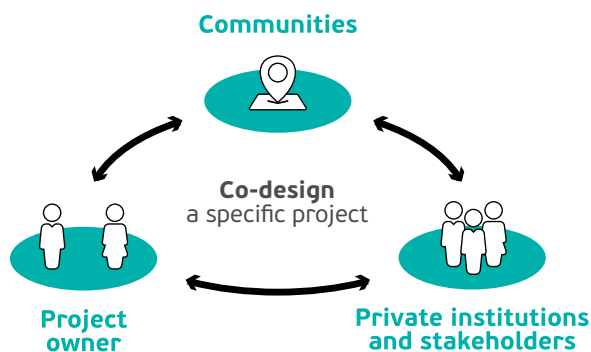 Communities
Co-design
a specific project
Project
owner
Private institutions
and stakeholders